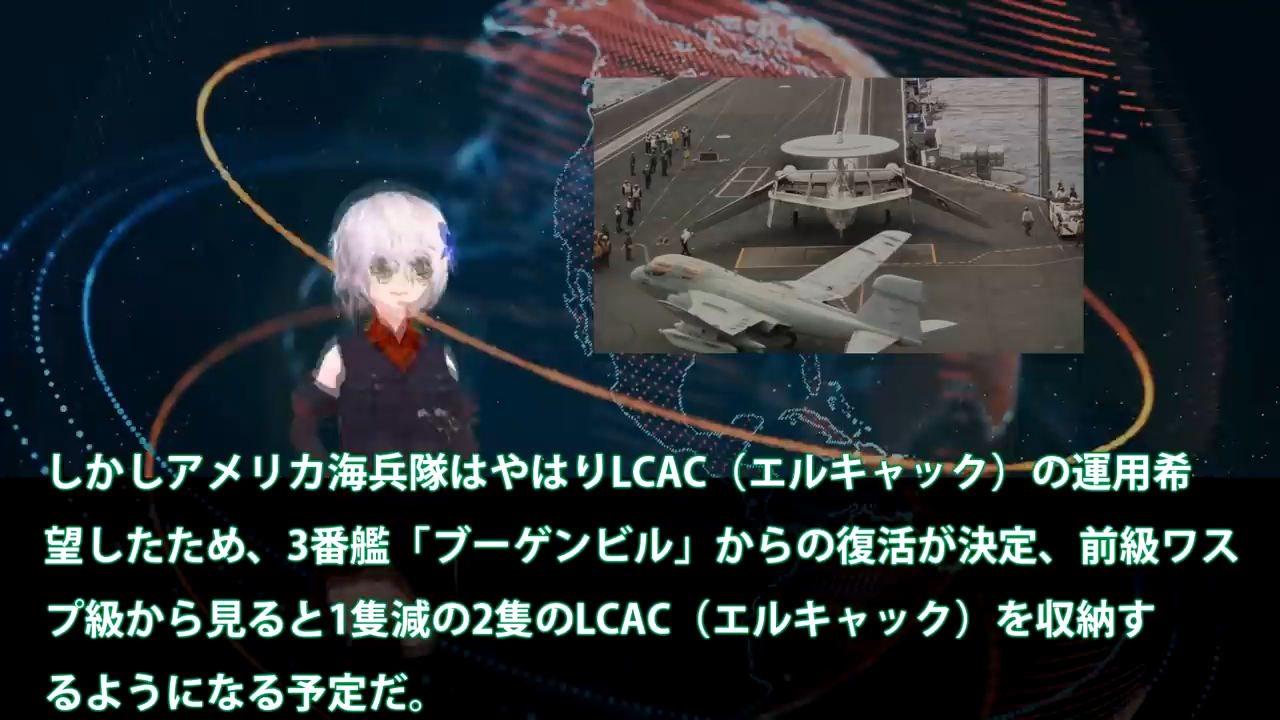 しかしアメリカ海兵隊はやはりLCAC（エルキャック）の運用希
望したため、3番艦「ブーゲンビル」からの復活が決定、前級ワス
プ級から見ると1隻減の2隻のLCAC（エルキャック）を収納す
るようになる予定だ。